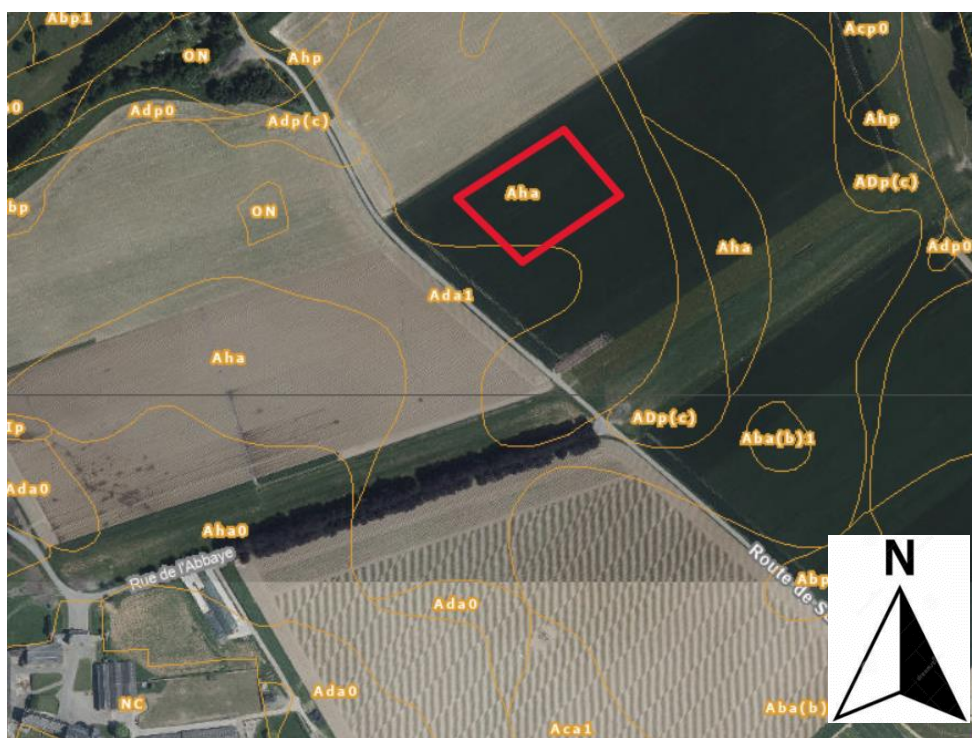 Abp1
ON
Ahp
Acp0
Adp0
Adp(c)
Ahp
ADp(c)
Aha
ON
Aha
Adp0
Ada1
Aha
ADp(c)
Aba(b)1
Ada0
Aha0
Rue de l'Abbaye
Route de S
Abp
Ada0
Ada0
NC
Aba(b)
Aca1
N